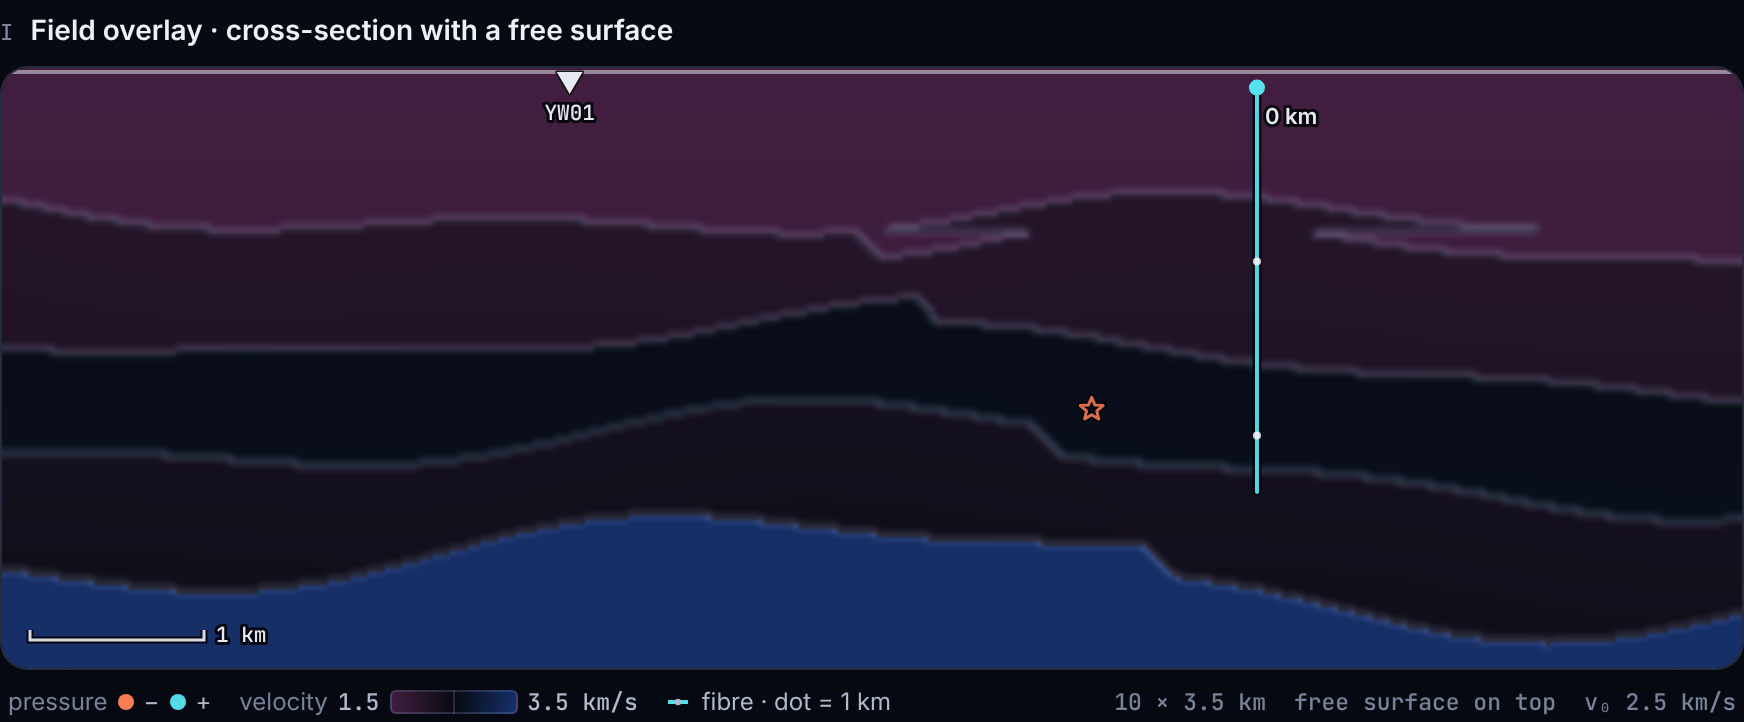 I Field overlay · cross-section with a free surface
YW01
0 km
1 km
pressure − + velocity 1.5 3.5 km/s fibre · dot = 1 km 10 × 3.5 km free surface on top v₀ 2.5 km/s